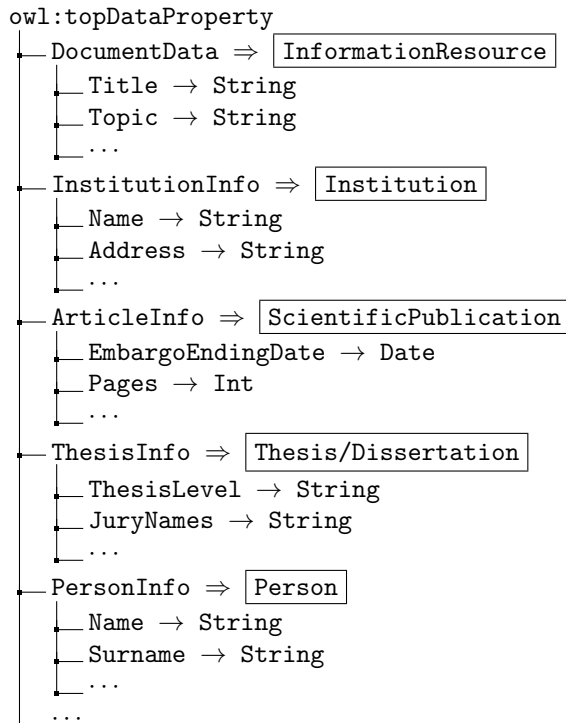 owl:topDataProperty
DocumentData ⇒ InformationResource
Title → String
Topic → String
...
InstitutionInfo ⇒ Institution
Name → String
Address → String
...
ArticleInfo ⇒ ScientificPublication
EmbargoEndingDate → Date
Pages → Int
...
ThesisInfo ⇒ Thesis/Dissertation
ThesisLevel → String
JuryNames → String
...
PersonInfo ⇒ Person
Name → String
Surname → String
...
...